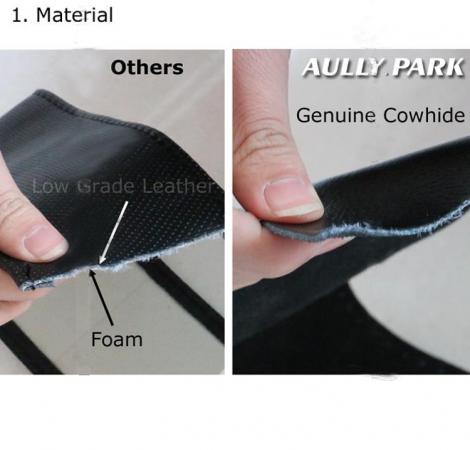 1. Material
Others
AULLY PARK
Genuine Cowhide
Low Grade Leather
Foam